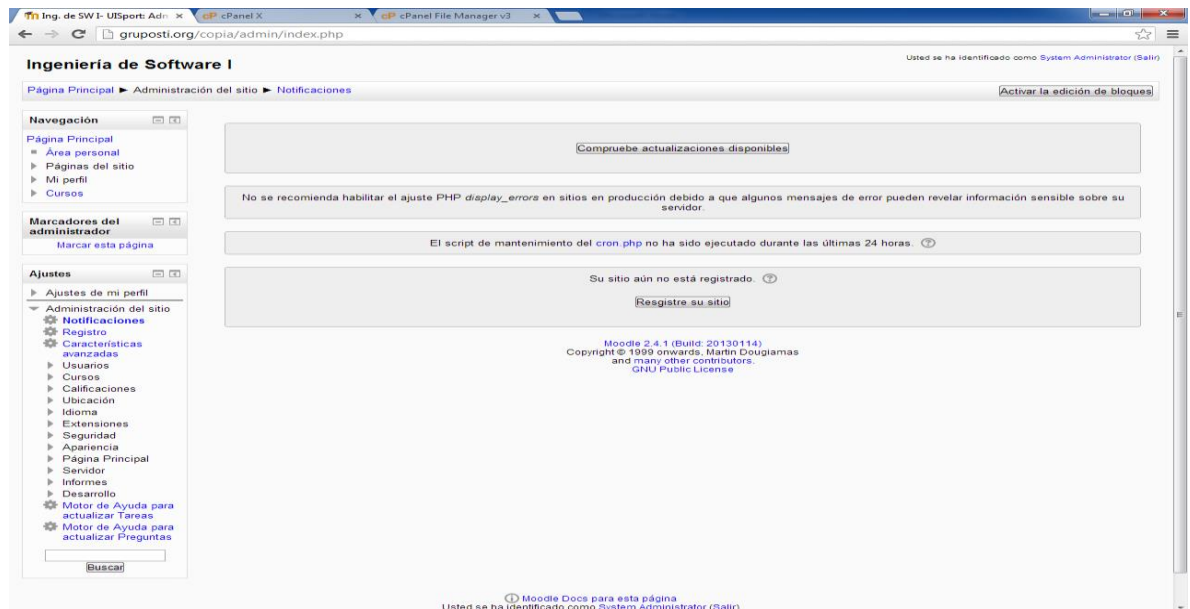 Ing. de SW I- UISport: Adn
cPanel X
cPanel File Manager v3
gruposti.org/copia/admin/index.php
Ingeniería de Software I
Usted se ha identificado como System Administrator (Salir)
Página Principal ► Administración del sitio ► Notificaciones
Activar la edición de bloques
Navegación
Página Principal
Área personal
Páginas del sitio
Mi perfil
Cursos
Marcadores del
administrador
Marcar esta página
Ajustes
Ajustes de mi perfil
Administración del sitio
Notificaciones
Registro
Características
avanzadas
Usuarios
Cursos
Calificaciones
Ubicación
Idioma
Extensiones
Seguridad
Apariencia
Página Principal
Servidor
Informes
Desarrollo
Motor de Ayuda para
actualizar Tareas
Motor de Ayuda para
actualizar Preguntas
Buscar
Compruebe actualizaciones disponibles
No se recomienda habilitar el ajuste PHP display_errors en sitios en producción debido a que algunos mensajes de error pueden revelar información sensible sobre su
servidor.
El script de mantenimiento del cron.php no ha sido ejecutado durante las últimas 24 horas.
Su sitio aún no está registrado.
Resgistre su sitio
Moodle 2.4.1 (Build: 20130114)
Copyright © 1999 onwards, Martin Dougiamas
and many other contributors.
GNU Public License
Moodle Docs para esta página
Usted se ha identificado como System Administrator (Salir)